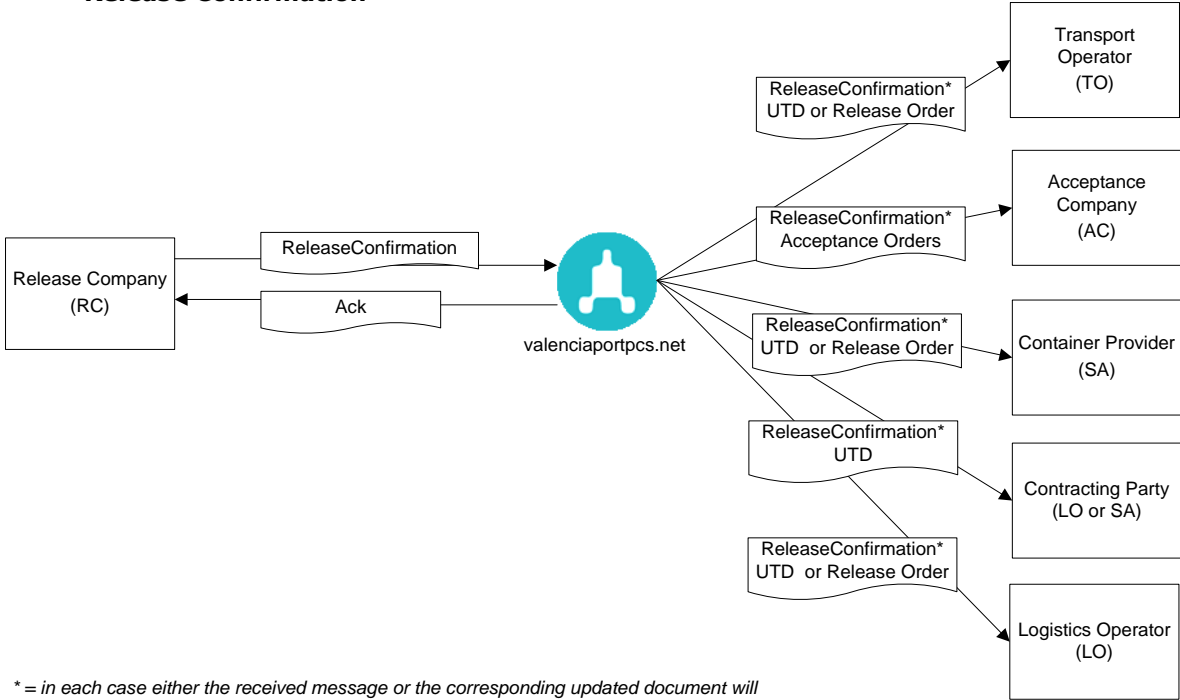 Release Confirmation
Transport
Operator
(TO)
ReleaseConfirmation*
UTD or Release Order
Acceptance
Company
(AC)
ReleaseConfirmation*
Acceptance Orders
ReleaseConfirmation
Release Company
(RC)
Ack
valenciaportpcs.net
ReleaseConfirmation*
UTD or Release Order
Container Provider
(SA)
ReleaseConfirmation*
UTD
Contracting Party
(LO or SA)
ReleaseConfirmation*
UTD or Release Order
Logistics Operator
(LO)
* = in each case either the received message or the corresponding updated document will